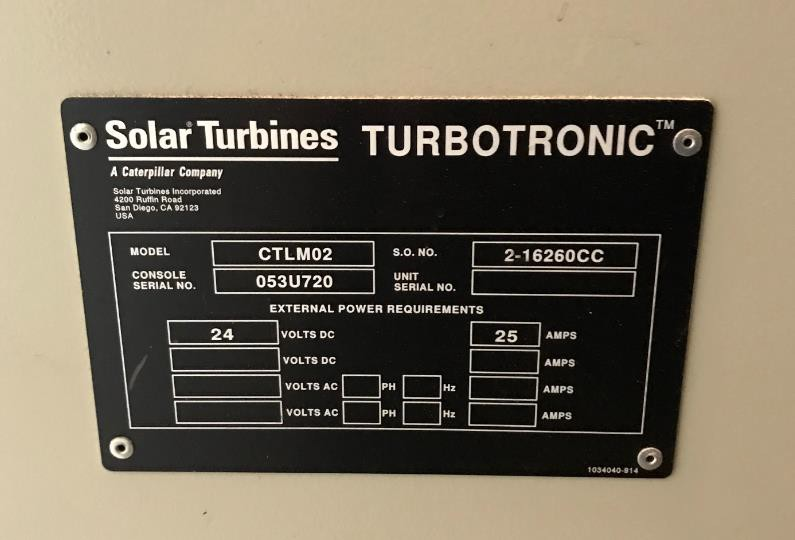 Solar® Turbines TURBOTRONIC™
A Caterpillar Company
Solar Turbines Incorporated
4200 Ruffin Road
San Diego, CA 92123
USA
MODEL CTLM02 S.O. NO. 2-16260CC
CONSOLE SERIAL NO. 053U720 UNIT SERIAL NO.
EXTERNAL POWER REQUIREMENTS
24 VOLTS DC 25 AMPS
VOLTS DC AMPS
VOLTS AC PH Hz AMPS
VOLTS AC PH Hz AMPS
1034040-914